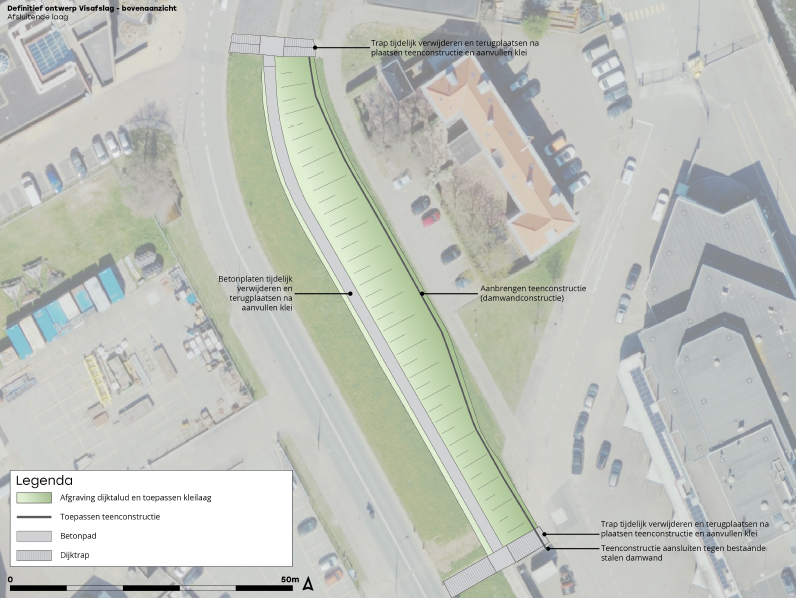 Definitief ontwerp Visafslag - bovenaanzicht
Afsluitende laag
Trap tijdelijk verwijderen en terugplaatsen na
plaatsen teenconstructie en aanvullen klei
Betonplaten tijdelijk
verwijderen en
terugplaatsen na
aanvullen klei
Aanbrengen teenconstructie
(damwandconstructie)
Trap tijdelijk verwijderen en terugplaatsen na
plaatsen teenconstructie en aanvullen klei
Teenconstructie aansluiten tegen bestaande
stalen damwand
Legenda
Afgraving dijktalud en toepassen kleilaag
Toepassen teenconstructie
Betonpad
Dijktrap
0 50m